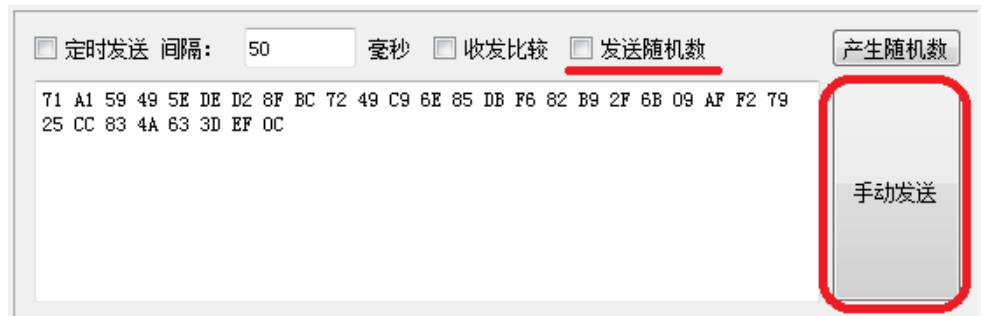 定时发送 间隔： 50 毫秒 收发比较 发送随机数 产生随机数
71 A1 59 49 5E DE D2 8F BC 72 49 C9 6E 85 DB F6 82 B9 2F 6B 09 AF F2 79
25 CC 83 4A 63 3D EF 0C
手动发送